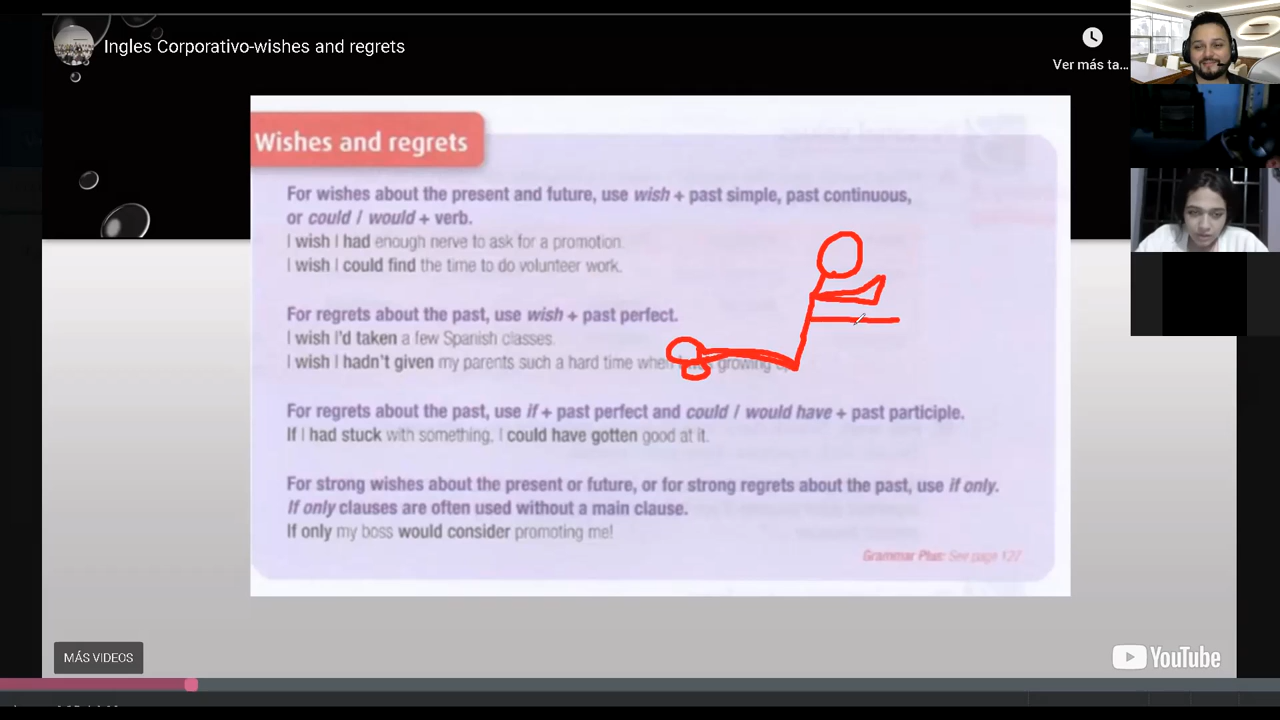 Ingles Corporativo-wishes and regrets
Ver más ta...
Wishes and regrets
For wishes about the present and future, use wish + past simple, past continuous,
or could / would + verb.
I wish I had enough nerve to ask for a promotion.
I wish I could find the time to do volunteer work.
For regrets about the past, use wish + past perfect.
I wish I'd taken a few Spanish classes.
I wish I hadn't given my parents such a hard time when I was growing
For regrets about the past, use if + past perfect and could / would have + past participle.
If I had stuck with something, I could have gotten good at it.
For strong wishes about the present or future, or for strong regrets about the past, use if only.
If only clauses are often used without a main clause.
If only my boss would consider promoting me!
Grammar Plus: See page 127
MÁS VIDEOS
YouTube